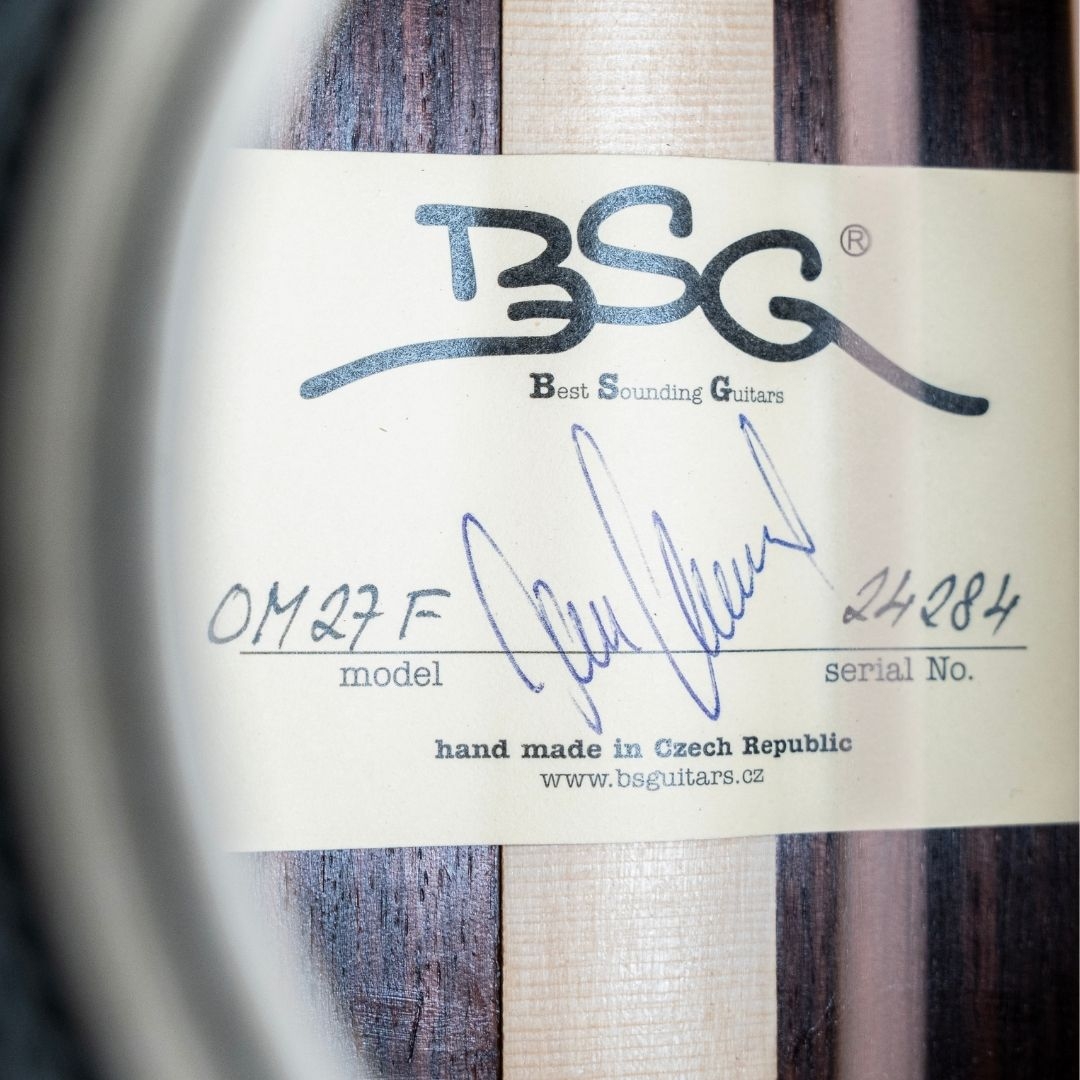 BSG®
Best Sounding Guitars
OM27F 24284
model serial No.
hand made in Czech Republic
www.bsguitars.cz